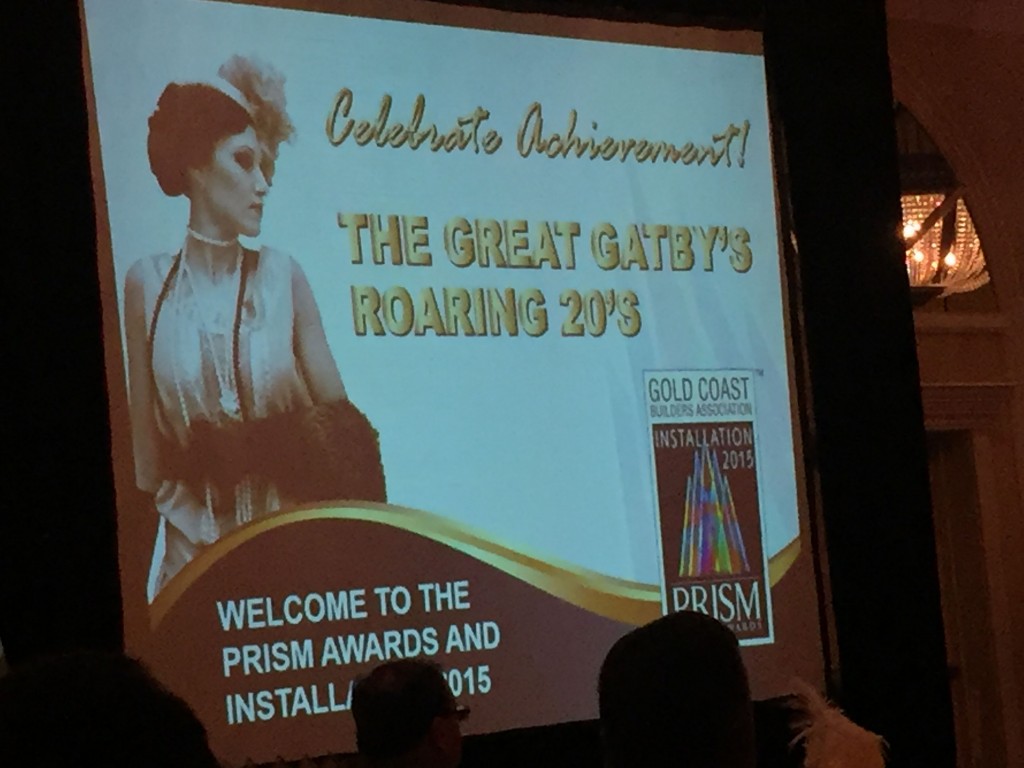 Celebrate Achievement!
THE GREAT GATBY'S
ROARING 20'S
GOLD COAST
BUILDERS ASSOCIATION
INSTALLATION
2015
PRISM
WELCOME TO THE
PRISM AWARDS AND
INSTALLA 2015